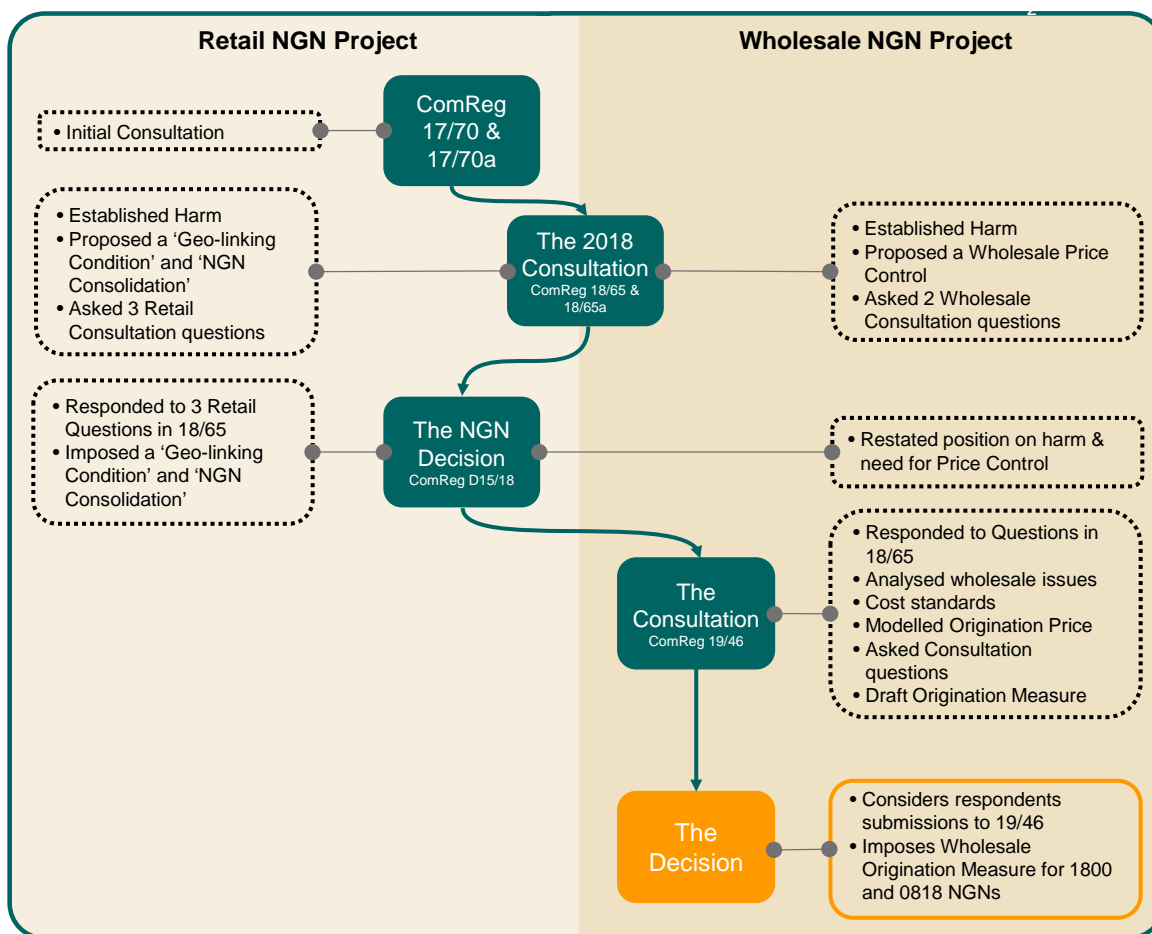 2
Retail NGN Project
Wholesale NGN Project
ComReg
17/70 &
17/70a
• Initial Consultation
• Established Harm
• Proposed a ‘Geo-linking
Condition’ and ‘NGN
Consolidation’
• Asked 3 Retail
Consultation questions
The 2018
Consultation
ComReg 18/65 &
18/65a
• Established Harm
• Proposed a Wholesale Price
Control
• Asked 2 Wholesale
Consultation questions
• Responded to 3 Retail
Questions in 18/65
• Imposed a ‘Geo-linking
Condition’ and ‘NGN
Consolidation’
The NGN
Decision
ComReg D15/18
• Restated position on harm &
need for Price Control
The
Consultation
ComReg 19/46
• Responded to Questions in
18/65
• Analysed wholesale issues
• Cost standards
• Modelled Origination Price
• Asked Consultation
questions
• Draft Origination Measure
The
Decision
• Considers respondents
submissions to 19/46
• Imposes Wholesale
Origination Measure for 1800
and 0818 NGNs